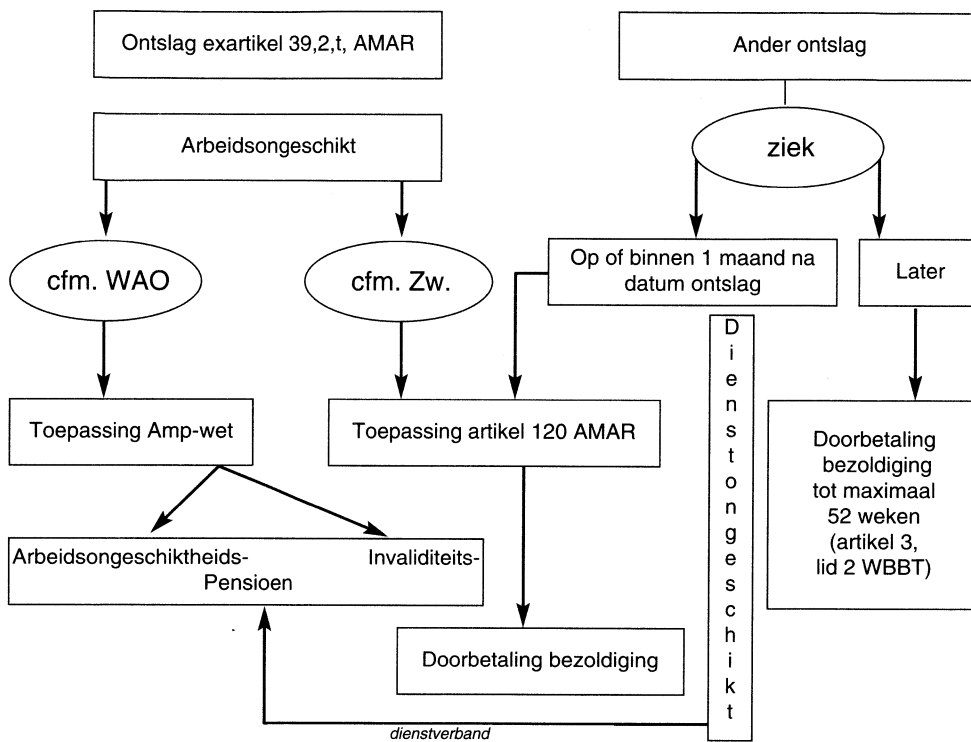 Ontslag exartikel 39,2,t, AMAR
Ander ontslag
Arbeidsongeschikt
ziek
cfm. WAO
cfm. Zw.
Op of binnen 1 maand na
datum ontslag
Later
Dienstongeschikt
Toepassing Amp-wet
Toepassing artikel 120 AMAR
Doorbetaling
bezoldiging
tot maximaal
52 weken
(artikel 3,
lid 2 WBBT)
Arbeidsongeschiktheids- Invaliditeits-
Pensioen
Doorbetaling bezoldiging
dienstverband